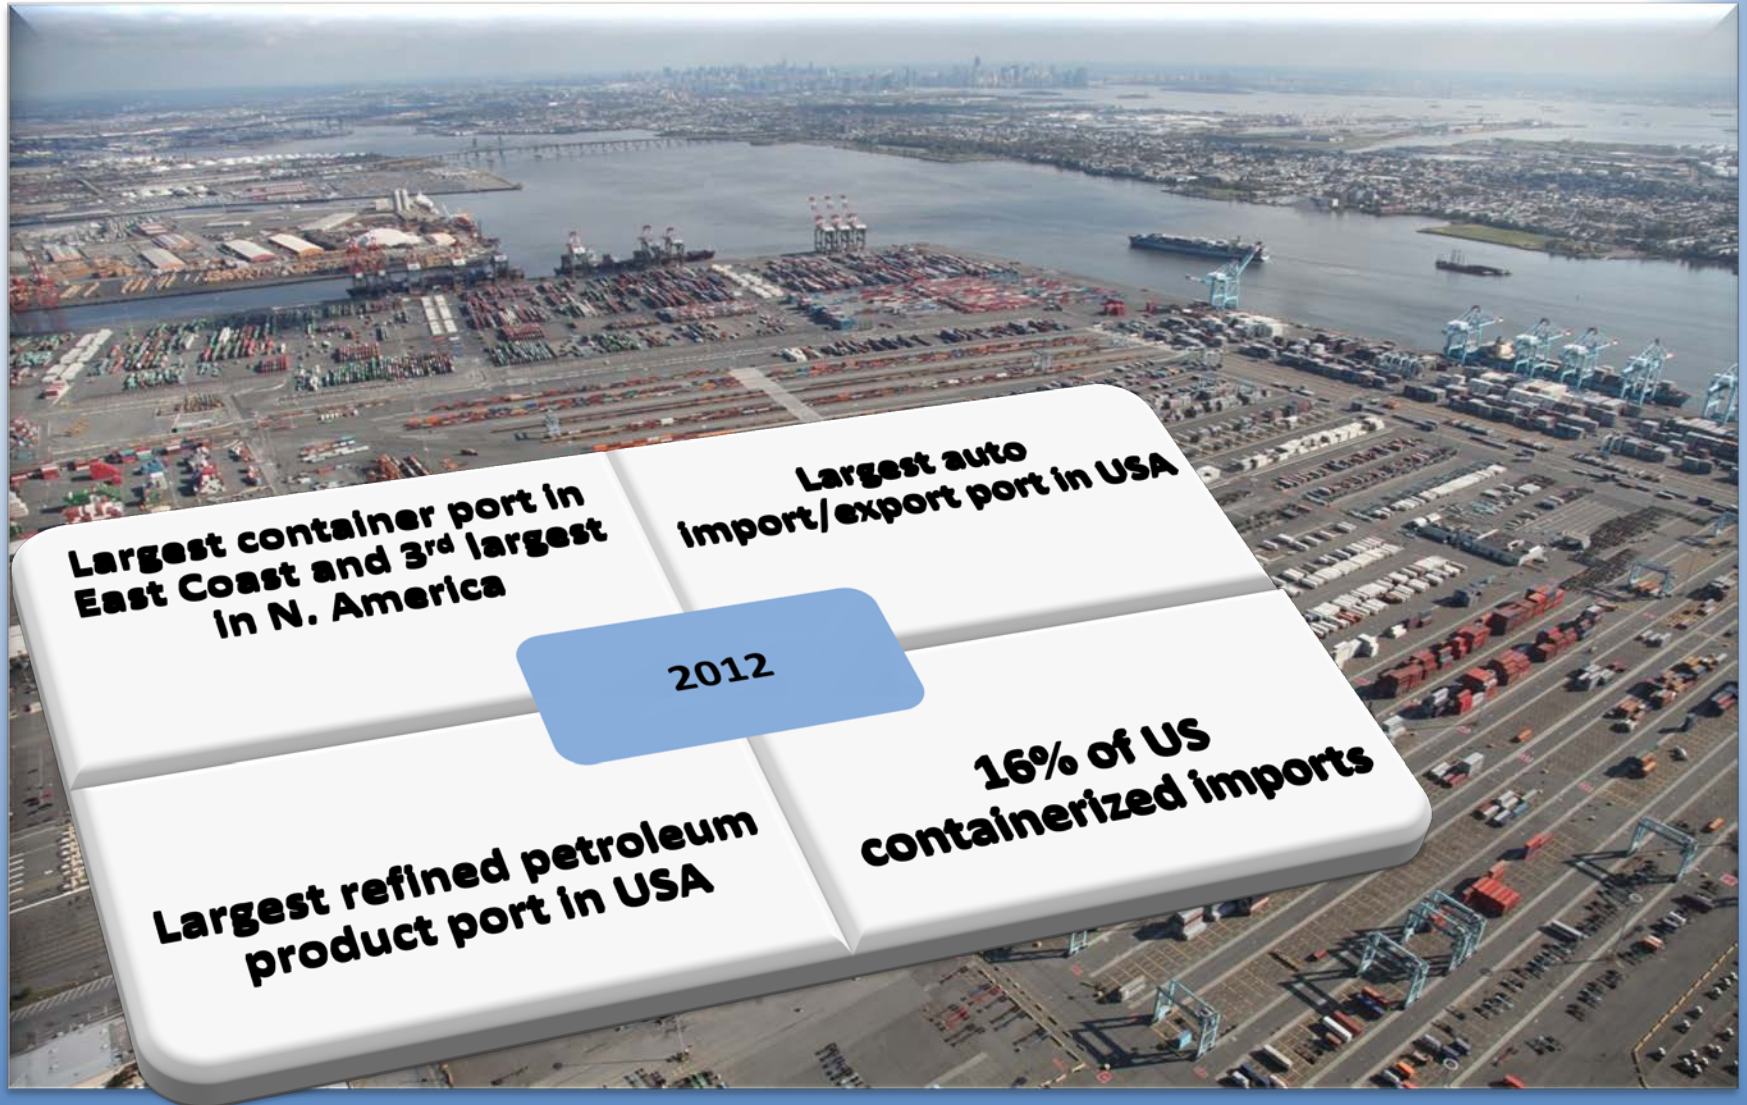 Largest container port in
East Coast and 3rd largest
in N. America
Largest auto
import/export port in USA
2012
Largest refined petroleum
product port in USA
16% of US
containerized imports